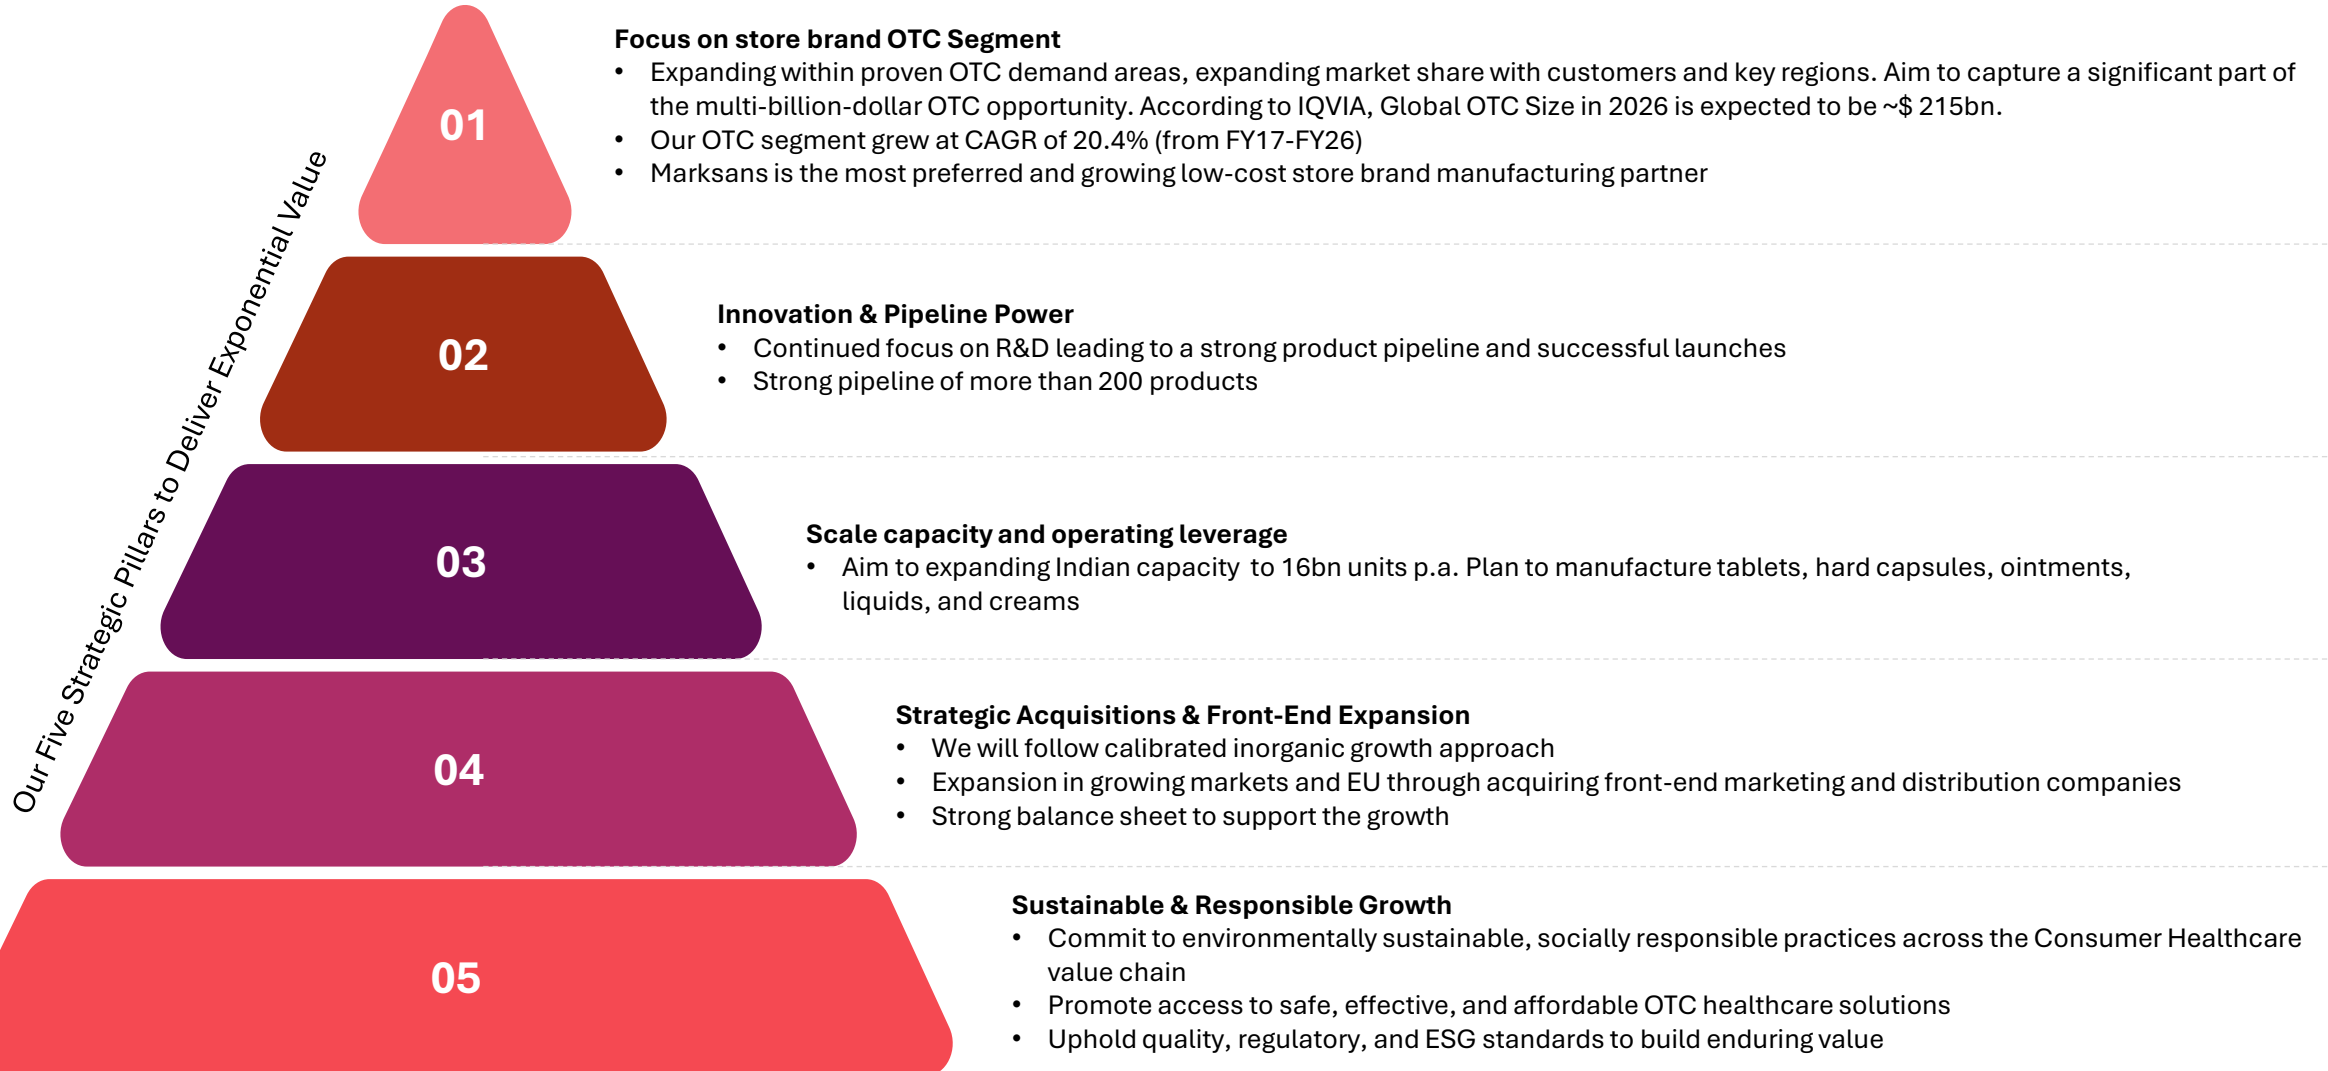 Our Five Strategic Pillars to Deliver Exponential Value
01
Focus on store brand OTC Segment
• Expanding within proven OTC demand areas, expanding market share with customers and key regions. Aim to capture a significant part of
the multi-billion-dollar OTC opportunity. According to IQVIA, Global OTC Size in 2026 is expected to be ~$ 215bn.
• Our OTC segment grew at CAGR of 20.4% (from FY17-FY26)
• Marksans is the most preferred and growing low-cost store brand manufacturing partner
02
Innovation & Pipeline Power
• Continued focus on R&D leading to a strong product pipeline and successful launches
• Strong pipeline of more than 200 products
03
Scale capacity and operating leverage
• Aim to expanding Indian capacity  to 16bn units p.a. Plan to manufacture tablets, hard capsules, ointments,
liquids, and creams
04
Strategic Acquisitions & Front-End Expansion
• We will follow calibrated inorganic growth approach
• Expansion in growing markets and EU through acquiring front-end marketing and distribution companies
• Strong balance sheet to support the growth
05
Sustainable & Responsible Growth
• Commit to environmentally sustainable, socially responsible practices across the Consumer Healthcare
value chain
• Promote access to safe, effective, and affordable OTC healthcare solutions
• Uphold quality, regulatory, and ESG standards to build enduring value